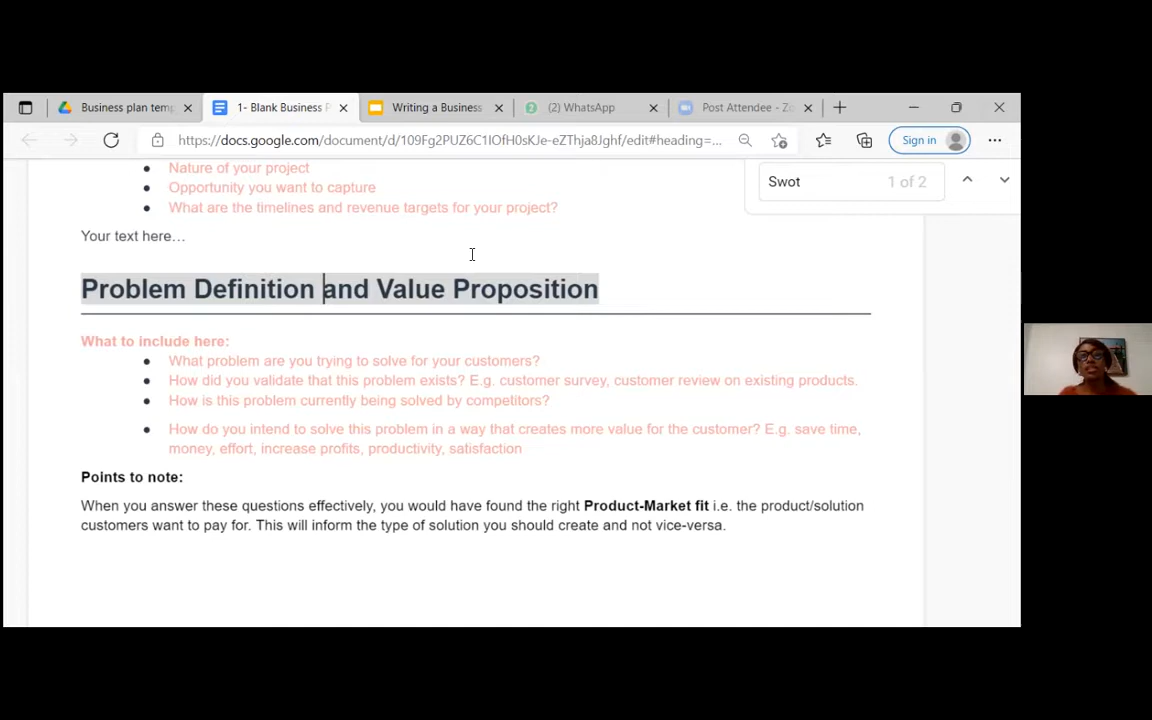 Business plan temp
1- Blank Business P
Writing a Business
(2) WhatsApp
Post Attendee - Zo
https://docs.google.com/document/d/109Fg2PUZ6C1lOfH0sKJe-eZThja8Jghf/edit#heading=...
Sign in
Nature of your project
Opportunity you want to capture
What are the timelines and revenue targets for your project?
Swot 1 of 2
Your text here…
Problem Definition and Value Proposition
What to include here:
What problem are you trying to solve for your customers?
How did you validate that this problem exists? E.g. customer survey, customer review on existing products.
How is this problem currently being solved by competitors?
How do you intend to solve this problem in a way that creates more value for the customer? E.g. save time,
money, effort, increase profits, productivity, satisfaction
Points to note:
When you answer these questions effectively, you would have found the right Product-Market fit i.e. the product/solution
customers want to pay for. This will inform the type of solution you should create and not vice-versa.